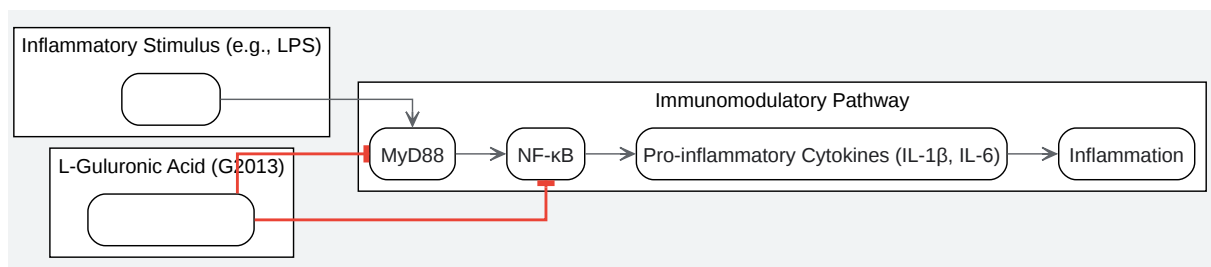 Inflammatory Stimulus (e.g., LPS)
Immunomodulatory Pathway
MyD88
NF-κB
Pro-inflammatory Cytokines (IL-1β, IL-6)
Inflammation
L-Guluronic Acid (G2013)